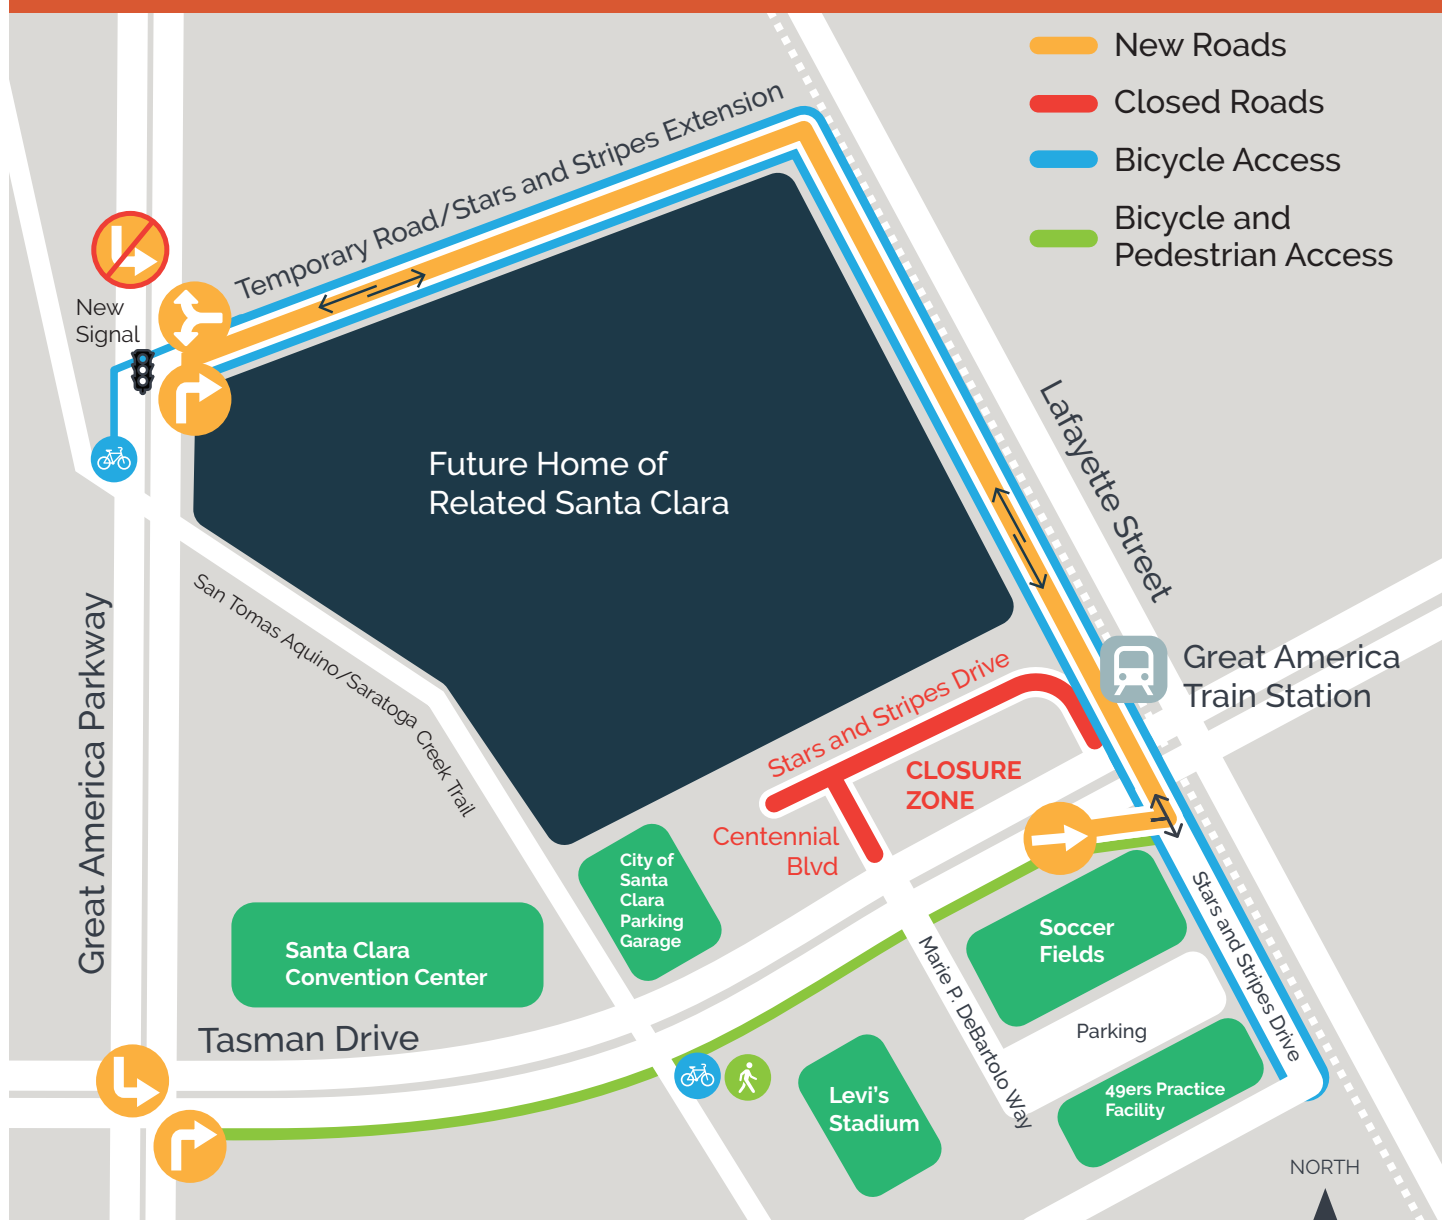 New Roads
Closed Roads
Bicycle Access
Bicycle and
Pedestrian Access
Temporary Road/Stars and Stripes Extension
New
Signal
Future Home of
Related Santa Clara
Lafayette Street
Great America Parkway
San Tomas Aquino/Saratoga Creek Trail
Great America
Train Station
Stars and Stripes Drive
CLOSURE
ZONE
Centennial
Blvd
City of
Santa
Clara
Parking
Garage
Santa Clara
Convention Center
Soccer
Fields
Stars and Stripes Drive
Marie P. DeBartolo Way
Tasman Drive
Parking
Levi's
Stadium
49ers Practice
Facility
NORTH